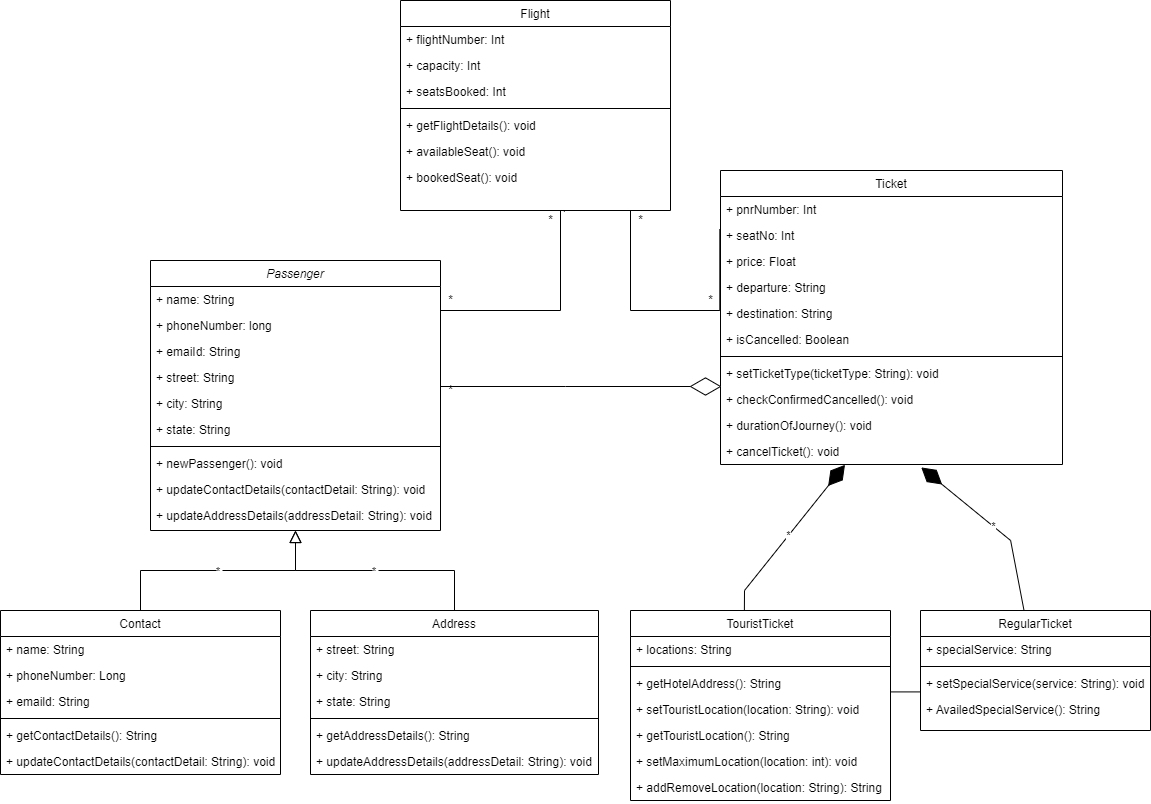 Flight
+ flightNumber: Int
+ capacity: Int
+ seatsBooked: Int
+ getFlightDetails(): void
+ availableSeat(): void
+ bookedSeat(): void
*
*
Ticket
+ pnrNumber: Int
+ seatNo: Int
+ price: Float
+ departure: String
+ destination: String
+ isCancelled: Boolean
+ setTicketType(ticketType: String): void
+ checkConfirmedCancelled(): void
+ durationOfJourney(): void
+ cancelTicket(): void
*
*
*
Passenger
+ name: String
+ phoneNumber: long
+ emaild: String
+ street: String
+ city: String
+ state: String
+ newPassenger(): void
+ updateContactDetails(contactDetail: String): void
+ updateAddressDetails(addressDetail: String): void
*
*
*
*
Contact
+ name: String
+ phoneNumber: Long
+ emaild: String
+ getContactDetails(): String
+ updateContactDetails(contactDetail: String): void
Address
+ street: String
+ city: String
+ state: String
+ getAddressDetails(): String
+ updateAddressDetails(addressDetail: String): void
TouristTicket
+ locations: String
+ getHotelAddress(): String
+ setTouristLocation(location: String): void
+ getTouristLocation(): String
+ setMaximumLocation(location: int): void
+ addRemoveLocation(location: String): String
RegularTicket
+ specialService: String
+ setSpecialService(service: String): void
+ AvailedSpecialService(): String